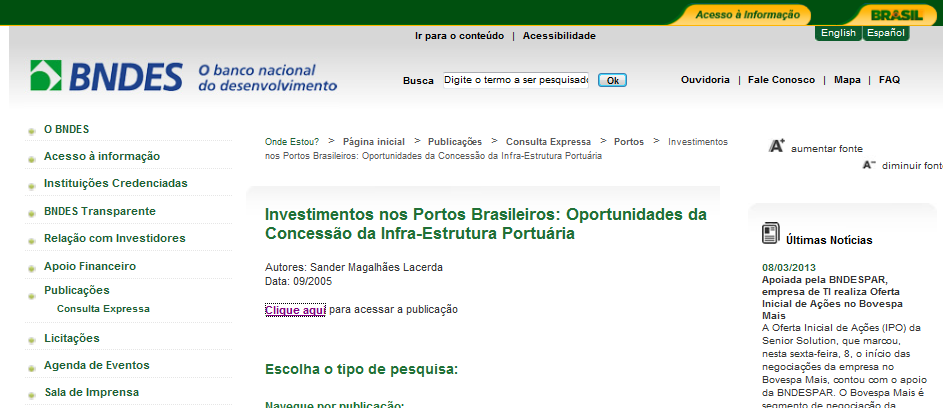 Acesso à Informação
BRASIL
Ir para o conteúdo | Acessibilidade
English Español
BNDES
O banco nacional
do desenvolvimento
Busca Digite o termo a ser pesquisado Ok
Ouvidoria | Fale Conosco | Mapa | FAQ
O BNDES
Acesso à informação
Instituições Credenciadas
BNDES Transparente
Relação com Investidores
Apoio Financeiro
Publicações
Consulta Expressa
Licitações
Agenda de Eventos
Sala de Imprensa
Onde Estou? > Página inicial > Publicações > Consulta Expressa > Portos > Investimentos
nos Portos Brasileiros: Oportunidades da Concessão da Infra-Estrutura Portuária
A+ aumentar fonte
A- diminuir font
Investimentos nos Portos Brasileiros: Oportunidades da
Concessão da Infra-Estrutura Portuária
Autores: Sander Magalhães Lacerda
Data: 09/2005
Clique aqui para acessar a publicação
Escolha o tipo de pesquisa:
Navegue por publicação:
Últimas Notícias
08/03/2013
Apoiada pela BNDESPAR,
empresa de TI realiza Oferta
Inicial de Ações no Bovespa
Mais
A Oferta Inicial de Ações (IPO) da
Senior Solution, que marcou,
nesta sexta-feira, 8, o início das
negociações da empresa no
Bovespa Mais, contou com o apoio
da BNDESPAR. O Bovespa Mais é
segmento de negociação da